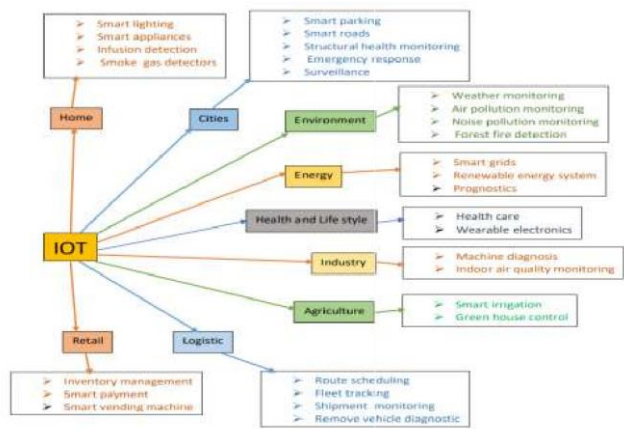 Smart lighting
Smart appliances
Infusion detection
Smoke gas detectors
Smart parking
Smart roads
Structural health monitoring
Emergency response
Surveillance
Home
Cities
Environment
Weather monitoring
Air pollution monitoring
Noise pollution monitoring
Forest fire detection
Energy
Smart grids
Renewable energy system
Prognostics
Health and Life style
Health care
Wearable electronics
IOT
Industry
Machine diagnosis
Indoor air quality monitoring
Agriculture
Smart irrigation
Green house control
Retail
Logistic
Inventory management
Smart payment
Smart vending machine
Route scheduling
Fleet tracking
Shipment monitoring
Remove vehicle diagnostic